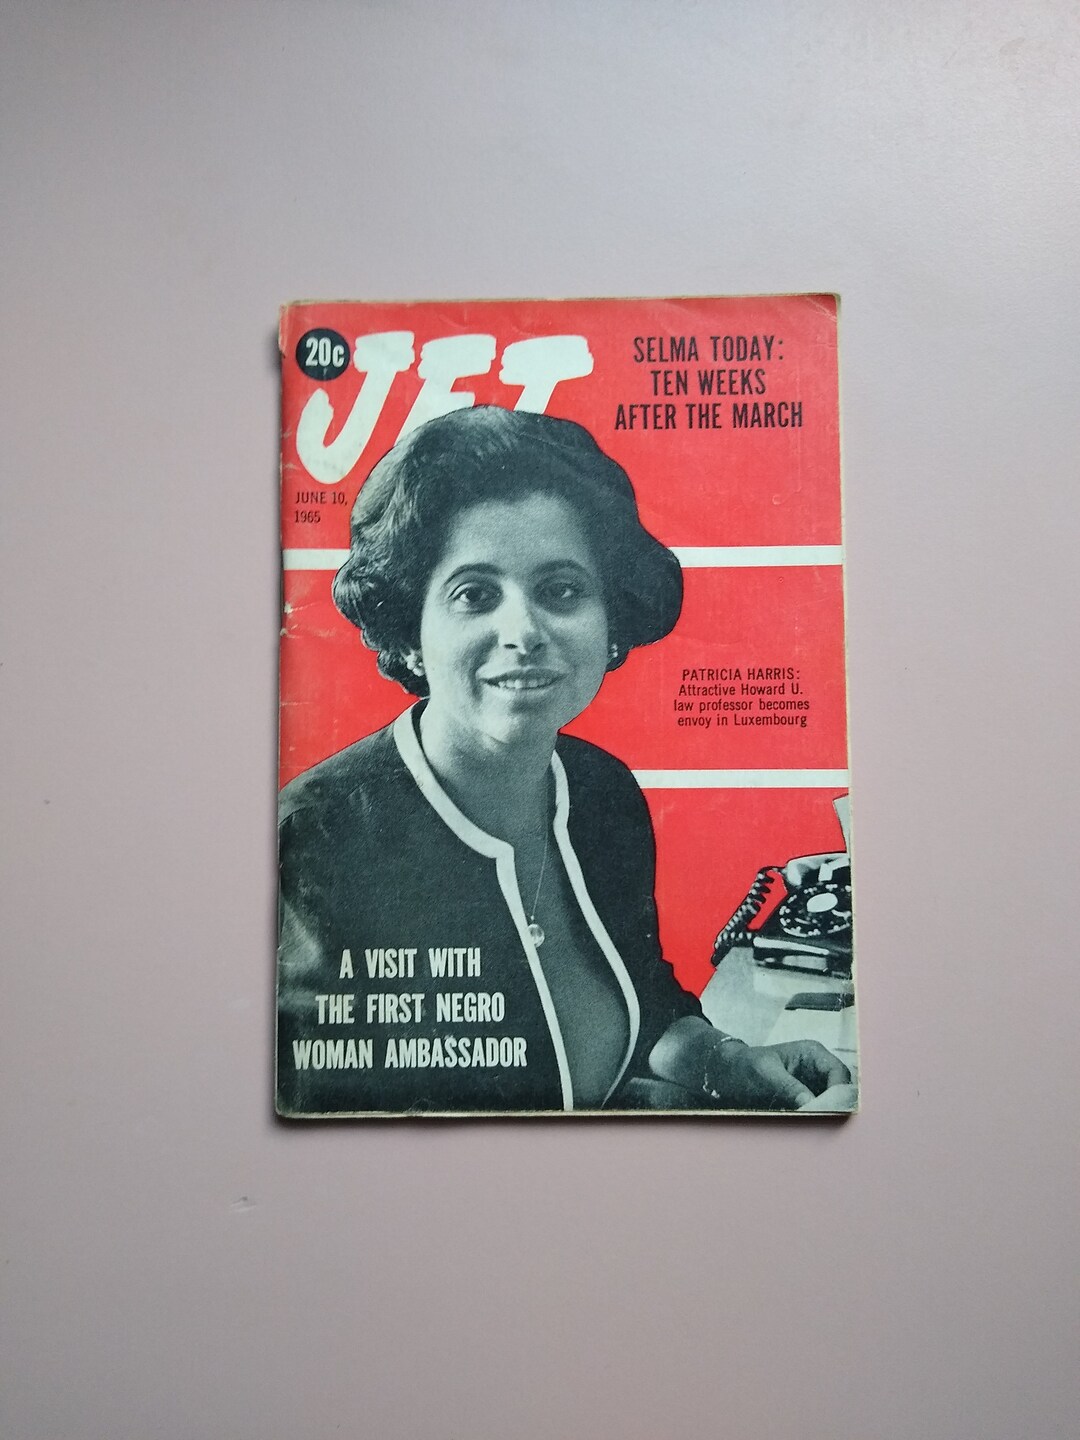 20c
JET
SELMA TODAY:
TEN WEEKS
AFTER THE MARCH
JUNE 10,
1965
PATRICIA HARRIS:
Attractive Howard U.
law professor becomes
envoy in Luxembourg
A VISIT WITH
THE FIRST NEGRO
WOMAN AMBASSADOR